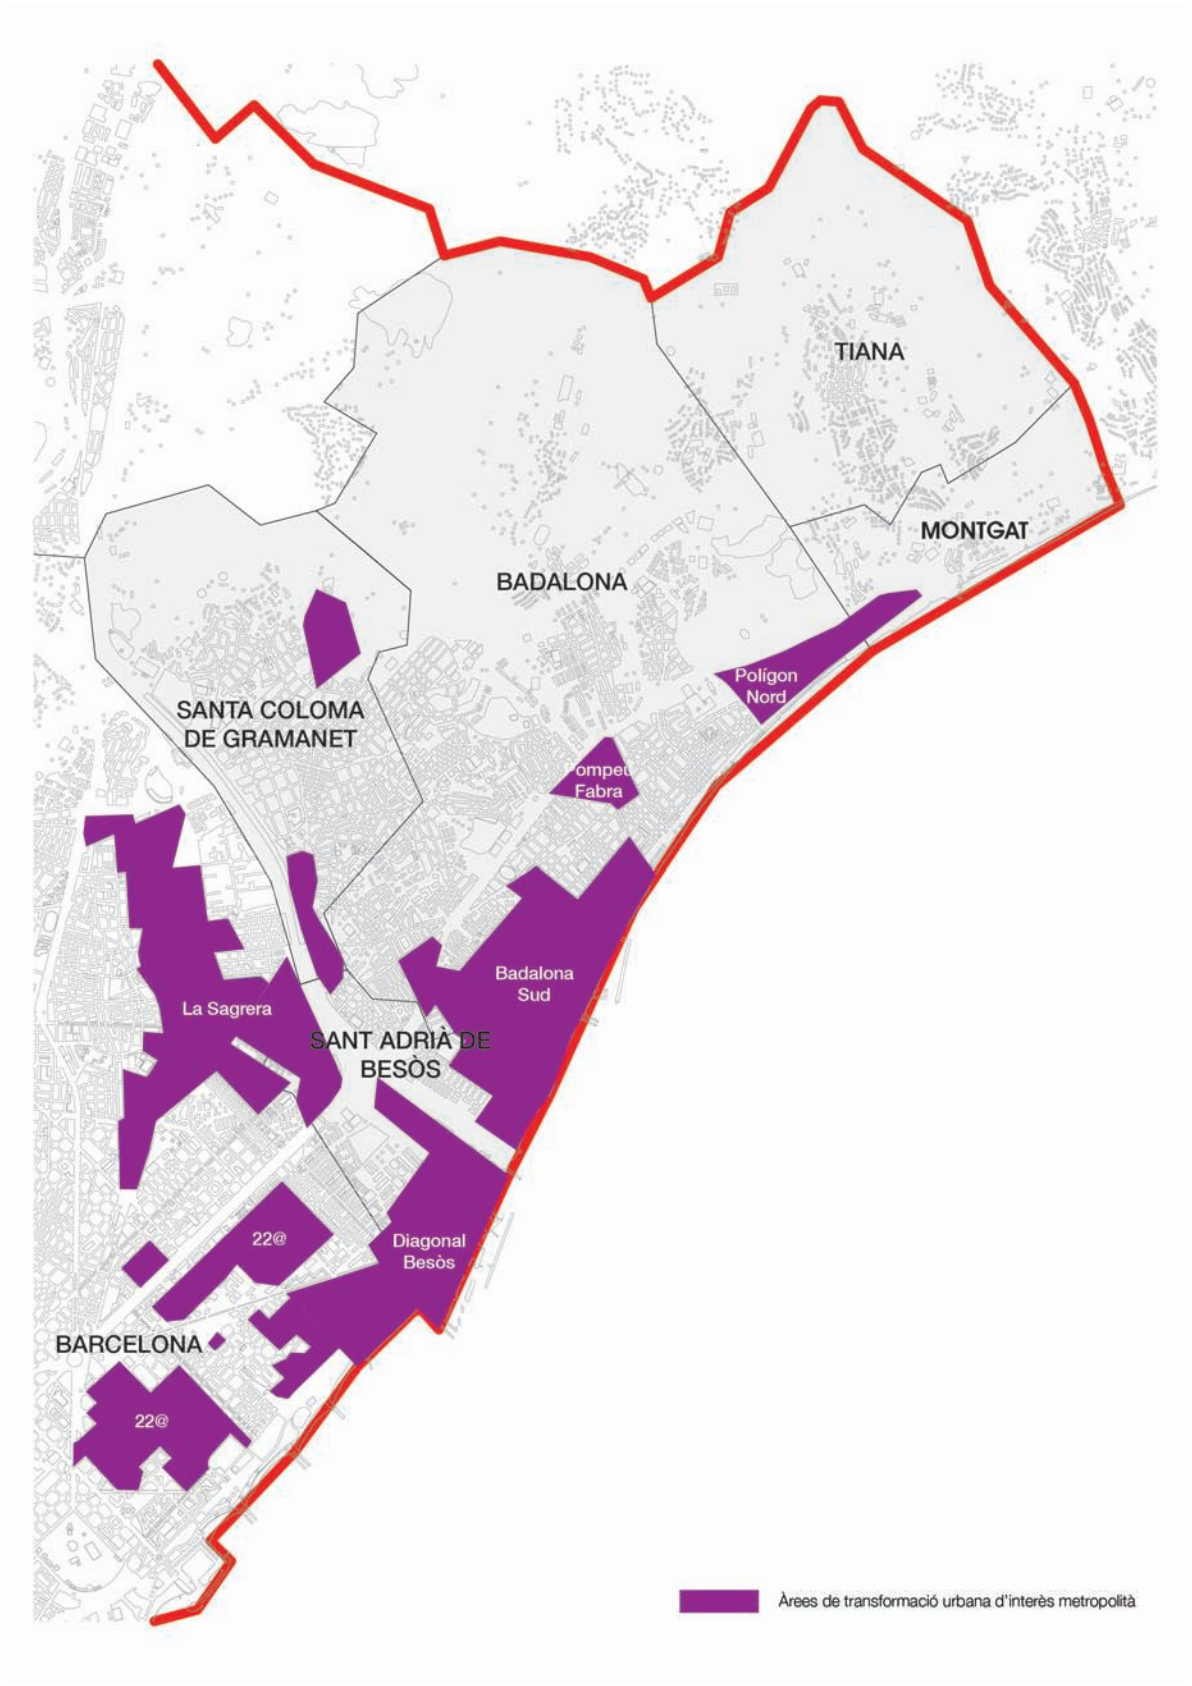 TIANA
MONTGAT
BADALONA
Polígon
Nord
SANTA COLOMA
DE GRAMANET
ompeu
Fabra
Badalona
Sud
La Sagrera
SANT ADRIÀ DE
BESÒS
22@
Diagonal
Besòs
BARCELONA
22@
Àrees de transformació urbana d'interès metropolità